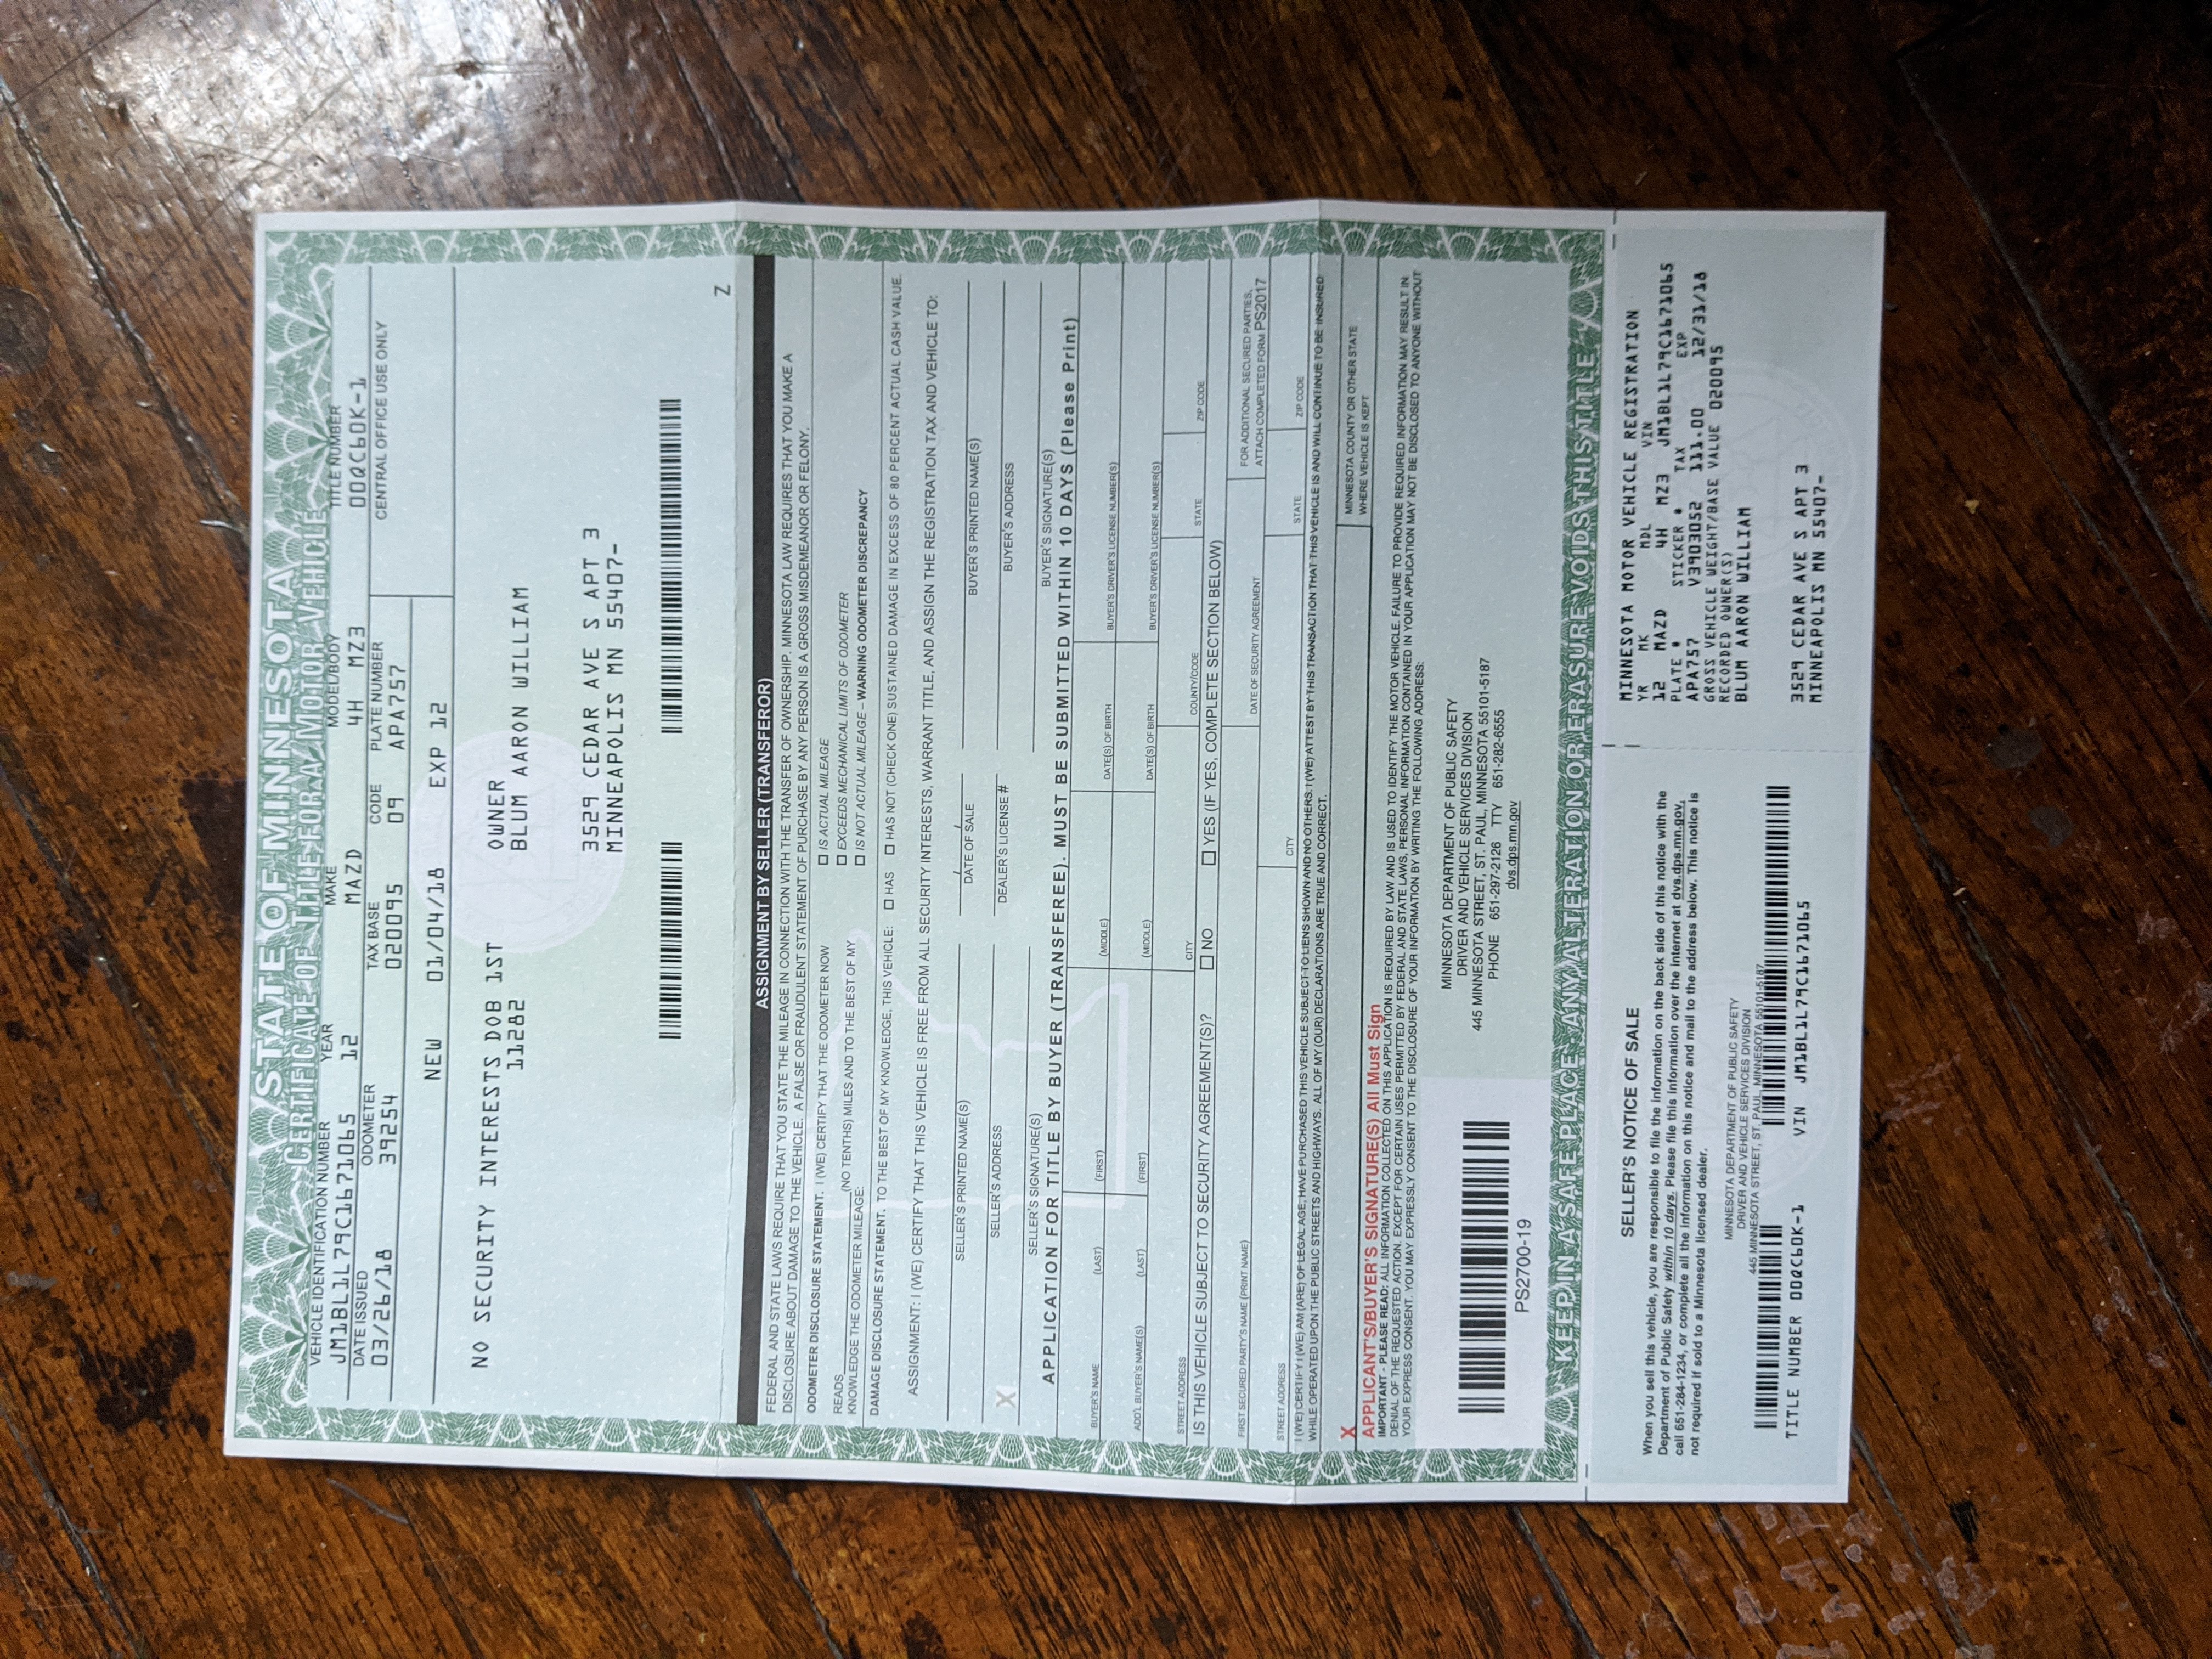 STATE OF MINNESOTA
CERTIFICATE OF TITLE FOR A MOTOR VEHICLE
VEHICLE IDENTIFICATION NUMBER YEAR MAKE MODEL/BODY TITLE NUMBER
JM1BL1L79C1671065 12 MAZD 4H MZ3 00QC60K-1
DATE ISSUED ODOMETER TAX BASE CODE PLATE NUMBER CENTRAL OFFICE USE ONLY
03/26/18 39254 020095 09 APA757
NEW 01/04/18 EXP 12
NO SECURITY INTERESTS DOB 1ST OWNER
11282 BLUM AARON WILLIAM
3529 CEDAR AVE S APT 3
MINNEAPOLIS MN 55407-
Z
ASSIGNMENT BY SELLER (TRANSFEROR)
FEDERAL AND STATE LAWS REQUIRE THAT YOU STATE THE MILEAGE IN CONNECTION WITH THE TRANSFER OF OWNERSHIP. MINNESOTA LAW REQUIRES THAT YOU MAKE A
DISCLOSURE ABOUT DAMAGE TO THE VEHICLE. A FALSE OR FRAUDULENT STATEMENT OF PURCHASE BY ANY PERSON IS A GROSS MISDEMEANOR OR FELONY.
ODOMETER DISCLOSURE STATEMENT. I (WE) CERTIFY THAT THE ODOMETER NOW
READS (NO TENTHS) MILES AND TO THE BEST OF MY
KNOWLEDGE THE ODOMETER MILEAGE:
IS ACTUAL MILEAGE
EXCEEDS MECHANICAL LIMITS OF ODOMETER
IS NOT ACTUAL MILEAGE – WARNING ODOMETER DISCREPANCY
DAMAGE DISCLOSURE STATEMENT. TO THE BEST OF MY KNOWLEDGE, THIS VEHICLE: HAS HAS NOT (CHECK ONE) SUSTAINED DAMAGE IN EXCESS OF 80 PERCENT ACTUAL CASH VALUE.
ASSIGNMENT: I (WE) CERTIFY THAT THIS VEHICLE IS FREE FROM ALL SECURITY INTERESTS, WARRANT TITLE, AND ASSIGN THE REGISTRATION TAX AND VEHICLE TO:
/ /
SELLER'S PRINTED NAME(S) DATE OF SALE BUYER'S PRINTED NAME(S)
SELLER'S ADDRESS DEALER'S LICENSE # BUYER'S ADDRESS
X
SELLER'S SIGNATURE(S) BUYER'S SIGNATURE(S)
APPLICATION FOR TITLE BY BUYER (TRANSFEREE). MUST BE SUBMITTED WITHIN 10 DAYS (Please Print)
BUYER'S NAME (LAST) (FIRST) (MIDDLE) DATE(S) OF BIRTH BUYER'S DRIVER'S LICENSE NUMBER(S)
ADD'L BUYER'S NAME(S) (LAST) (FIRST) (MIDDLE) DATE(S) OF BIRTH BUYER'S DRIVER'S LICENSE NUMBER(S)
STREET ADDRESS CITY COUNTY/CODE STATE ZIP CODE
IS THIS VEHICLE SUBJECT TO SECURITY AGREEMENT(S)? NO YES (IF YES, COMPLETE SECTION BELOW)
FIRST SECURED PARTY'S NAME (PRINT NAME) DATE OF SECURITY AGREEMENT FOR ADDITIONAL SECURED PARTIES,
ATTACH COMPLETED FORM PS2017
STREET ADDRESS CITY STATE ZIP CODE
I (WE) CERTIFY I (WE) AM (ARE) OF LEGAL AGE, HAVE PURCHASED THIS VEHICLE SUBJECT TO LIENS SHOWN AND NO OTHERS. I (WE) ATTEST BY THIS TRANSACTION THAT THIS VEHICLE IS AND WILL CONTINUE TO BE INSURED
WHILE OPERATED UPON THE PUBLIC STREETS AND HIGHWAYS. ALL OF MY (OUR) DECLARATIONS ARE TRUE AND CORRECT.
X
MINNESOTA COUNTY OR OTHER STATE
WHERE VEHICLE IS KEPT
APPLICANT'S/BUYER'S SIGNATURE(S) All Must Sign
IMPORTANT - PLEASE READ: ALL INFORMATION COLLECTED ON THIS APPLICATION IS REQUIRED BY LAW AND IS USED TO IDENTIFY THE MOTOR VEHICLE. FAILURE TO PROVIDE REQUIRED INFORMATION MAY RESULT IN
DENIAL OF THE REQUESTED ACTION. EXCEPT FOR CERTAIN USES PERMITTED BY FEDERAL AND STATE LAWS, PERSONAL INFORMATION CONTAINED IN YOUR APPLICATION MAY NOT BE DISCLOSED TO ANYONE WITHOUT
YOUR EXPRESS CONSENT. YOU MAY EXPRESSLY CONSENT TO THE DISCLOSURE OF YOUR INFORMATION BY WRITING THE FOLLOWING ADDRESS:
MINNESOTA DEPARTMENT OF PUBLIC SAFETY
DRIVER AND VEHICLE SERVICES DIVISION
445 MINNESOTA STREET, ST. PAUL, MINNESOTA 55101-5187
PHONE 651-297-2126 TTY 651-282-6555
dvs.dps.mn.gov
PS2700-19
KEEP IN A SAFE PLACE - ANY ALTERATION OR ERASURE VOIDS THIS TITLE
SELLER'S NOTICE OF SALE
When you sell this vehicle, you are responsible to file the information on the back side of this notice with the
Department of Public Safety within 10 days. Please file this information over the internet at dvs.dps.mn.gov,
call 651-284-1234, or complete all the information on this notice and mail to the address below. This notice is
not required if sold to a Minnesota licensed dealer.
MINNESOTA DEPARTMENT OF PUBLIC SAFETY
DRIVER AND VEHICLE SERVICES DIVISION
445 MINNESOTA STREET, ST. PAUL, MINNESOTA 55101-5187
TITLE NUMBER 00QC60K-1 VIN JM1BL1L79C1671065
MINNESOTA MOTOR VEHICLE REGISTRATION
YR MK MDL VIN
12 MAZD 4H MZ3 JM1BL1L79C1671065
PLATE # STICKER # TAX EXP
APA757 V3903052 111.00 12/31/18
GROSS VEHICLE WEIGHT/BASE VALUE 020095
RECORDED OWNER(S)
BLUM AARON WILLIAM
3529 CEDAR AVE S APT 3
MINNEAPOLIS MN 55407-